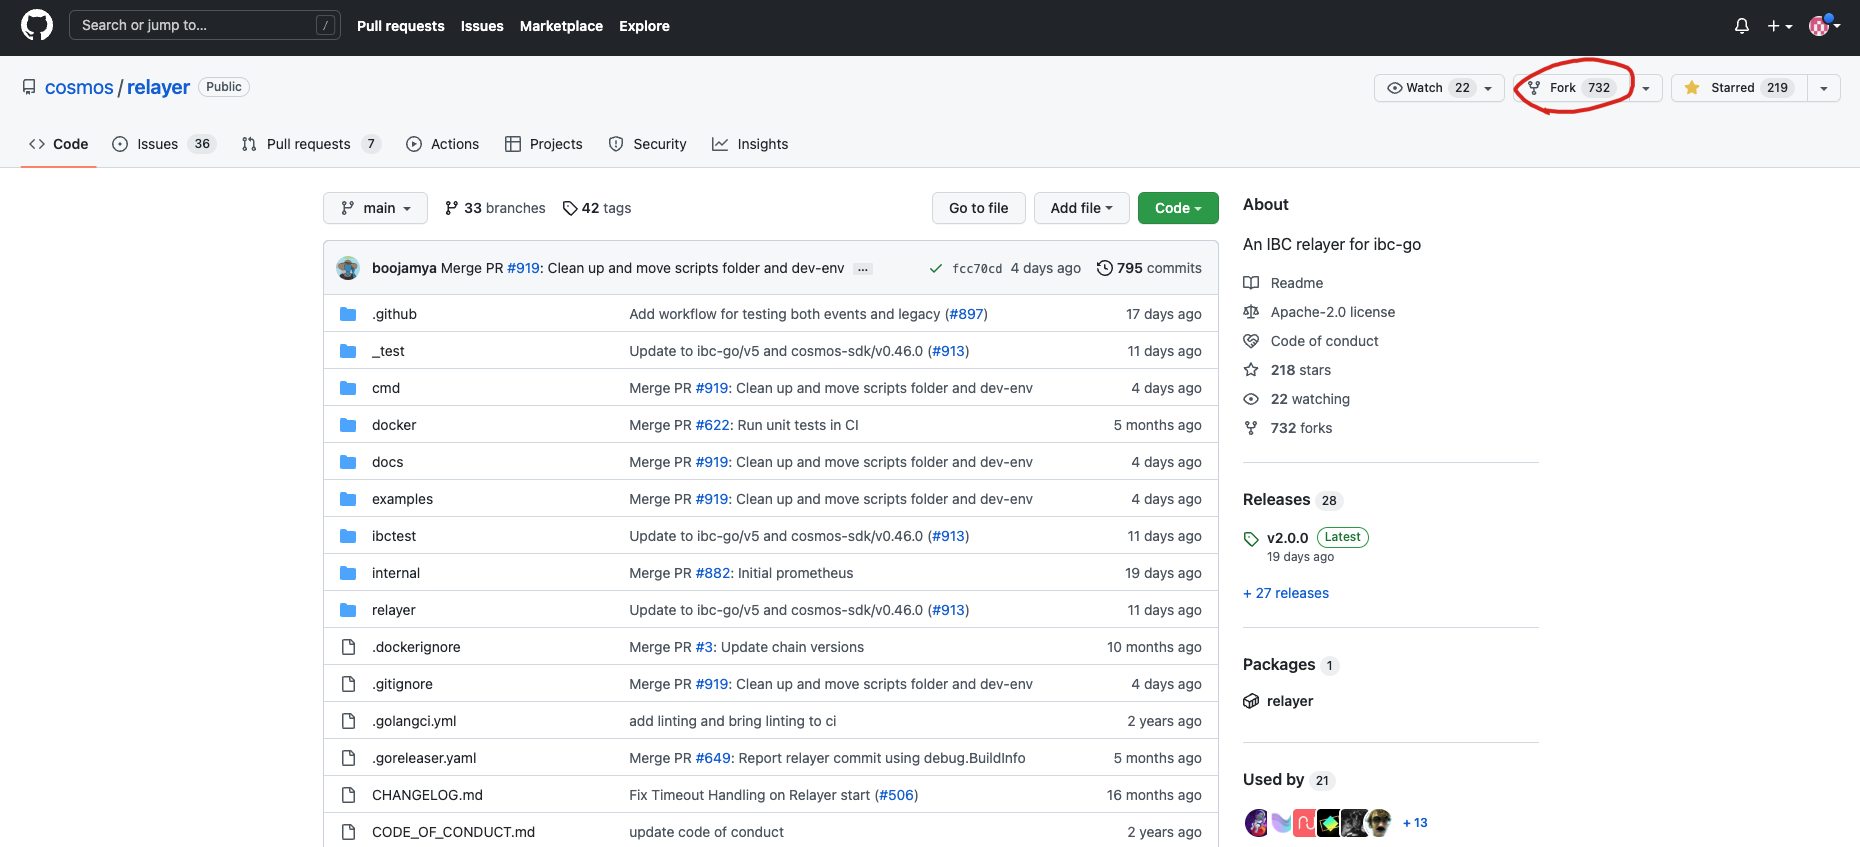 Search or jump to... /
Pull requests Issues Marketplace Explore
cosmos / relayer Public
Watch 22 Fork 732 Starred 219
Code Issues 36 Pull requests 7 Actions Projects Security Insights
main 33 branches 42 tags Go to file Add file Code
boojamya Merge PR #919: Clean up and move scripts folder and dev-env ... fcc70cd 4 days ago 795 commits
.github Add workflow for testing both events and legacy (#897) 17 days ago
_test Update to ibc-go/v5 and cosmos-sdk/v0.46.0 (#913) 11 days ago
cmd Merge PR #919: Clean up and move scripts folder and dev-env 4 days ago
docker Merge PR #622: Run unit tests in CI 5 months ago
docs Merge PR #919: Clean up and move scripts folder and dev-env 4 days ago
examples Merge PR #919: Clean up and move scripts folder and dev-env 4 days ago
ibctest Update to ibc-go/v5 and cosmos-sdk/v0.46.0 (#913) 11 days ago
internal Merge PR #882: Initial prometheus 19 days ago
relayer Update to ibc-go/v5 and cosmos-sdk/v0.46.0 (#913) 11 days ago
.dockerignore Merge PR #3: Update chain versions 10 months ago
.gitignore Merge PR #919: Clean up and move scripts folder and dev-env 4 days ago
.golangci.yml add linting and bring linting to ci 2 years ago
.goreleaser.yaml Merge PR #649: Report relayer commit using debug.BuildInfo 5 months ago
CHANGELOG.md Fix Timeout Handling on Relayer start (#506) 16 months ago
CODE_OF_CONDUCT.md update code of conduct 2 years ago
About
An IBC relayer for ibc-go
Readme
Apache-2.0 license
Code of conduct
218 stars
22 watching
732 forks
Releases 28
v2.0.0 Latest
19 days ago
+ 27 releases
Packages 1
relayer
Used by 21
+ 13